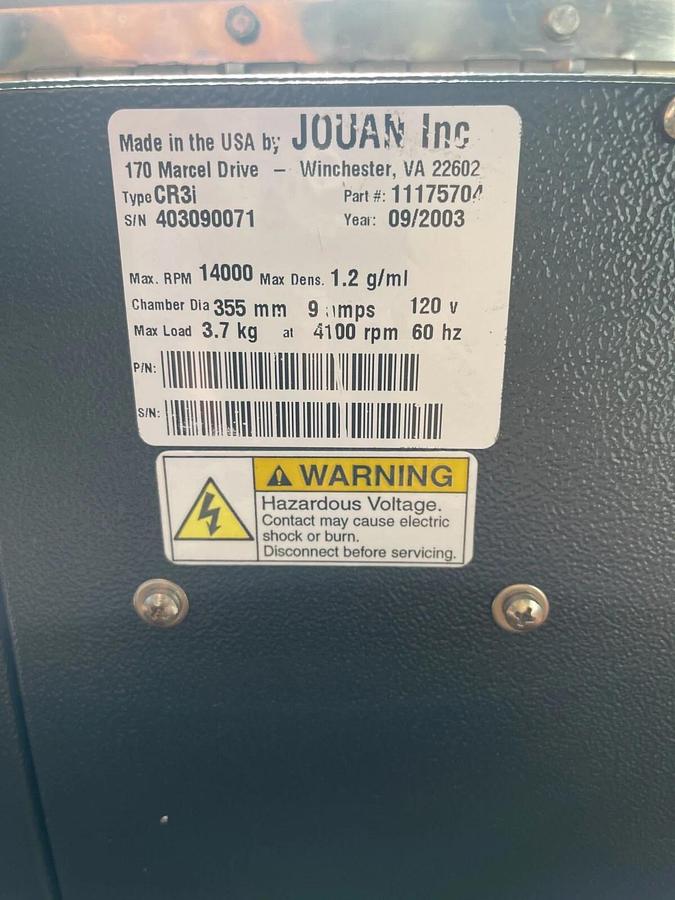 Made in the USA by JOUAN Inc
170 Marcel Drive – Winchester, VA 22602
Type CR3i Part #: 11175704
S/N 403090071 Year: 09/2003
Max. RPM 14000 Max Dens. 1.2 g/ml
Chamber Dia 355 mm 9 amps 120 v
Max Load 3.7 kg at 4100 rpm 60 hz
P/N:
S/N:
WARNING
Hazardous Voltage.
Contact may cause electric
shock or burn.
Disconnect before servicing.